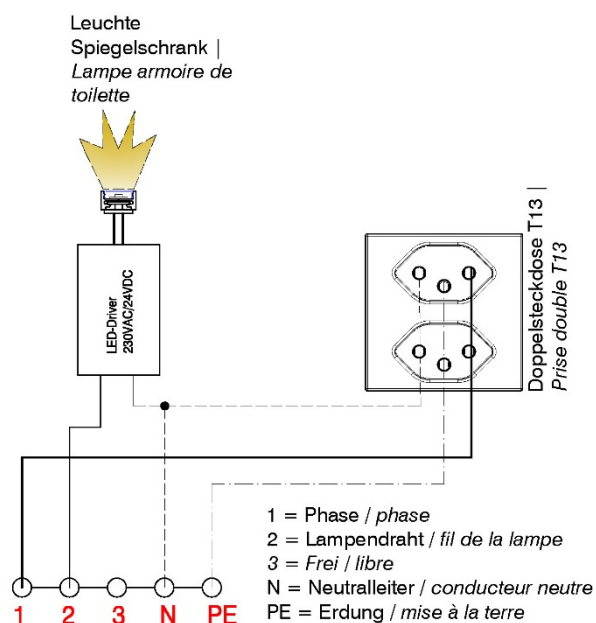 Leuchte
Spiegelschrank |
Lampe armoire de
toilette
LED-Driver
230VAC/24VDC
Doppelsteckdose T13 |
Prise double T13
1 = Phase / phase
2 = Lampendraht / fil de la lampe
3 = Frei / libre
N = Neutralleiter / conducteur neutre
PE = Erdung / mise à la terre
1 2 3 N PE